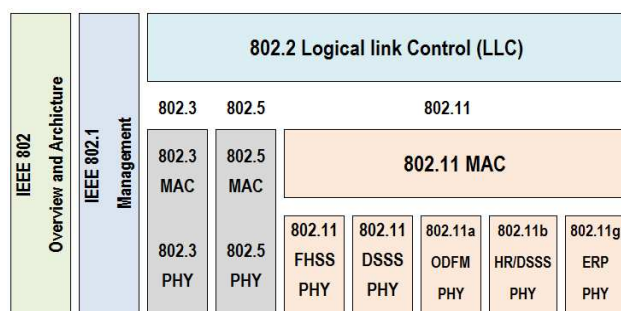 IEEE 802
Overview and Archicture
IEEE 802.1
Management
802.2 Logical link Control (LLC)
802.3
802.5
802.11
802.3
MAC
802.5
MAC
802.11 MAC
802.3
PHY
802.5
PHY
802.11
FHSS
PHY
802.11
DSSS
PHY
802.11a
ODFM
PHY
802.11b
HR/DSSS
PHY
802.11g
ERP
PHY